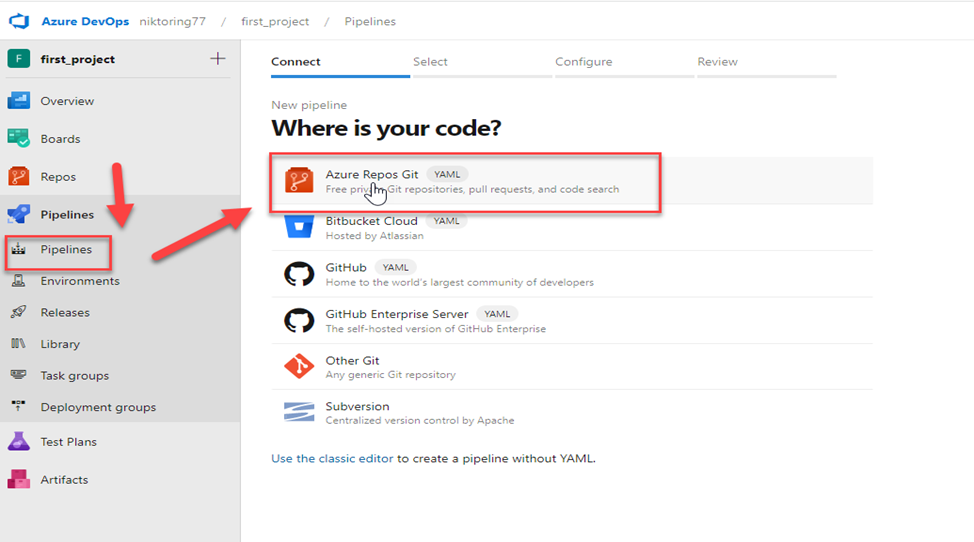 Azure DevOps niktoring77 / first_project / Pipelines
F first_project +
Overview
Boards
Repos
Pipelines
Pipelines
Environments
Releases
Library
Task groups
Deployment groups
Test Plans
Artifacts
Connect Select Configure Review
New pipeline
Where is your code?
Azure Repos Git YAML
Free private Git repositories, pull requests, and code search
Bitbucket Cloud YAML
Hosted by Atlassian
GitHub YAML
Home to the world's largest community of developers
GitHub Enterprise Server YAML
The self-hosted version of GitHub Enterprise
Other Git
Any generic Git repository
Subversion
Centralized version control by Apache
Use the classic editor to create a pipeline without YAML.